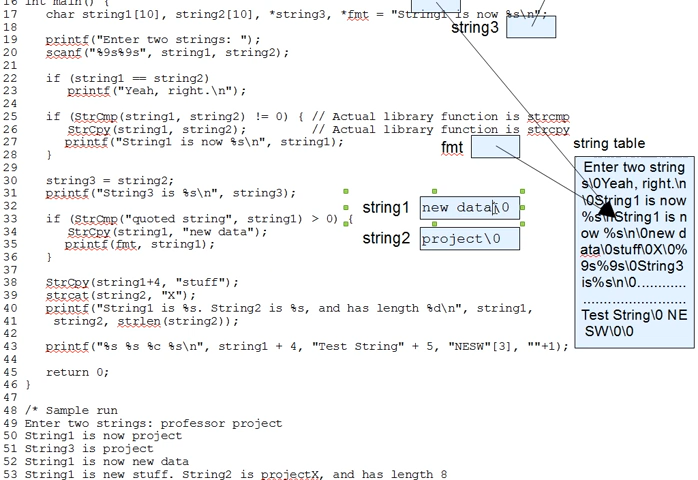 16 int main() {
17 char string1[10], string2[10], *string3, *fmt = "String1 is now %s\n";
string3
18
19 printf("Enter two strings: ");
20 scanf("%9s%9s", string1, string2);
21
22 if (string1 == string2)
23 printf("Yeah, right.\n");
24
25 if (StrCmp(string1, string2) != 0) { // Actual library function is strcmp
26 StrCpy(string1, string2); // Actual library function is strcpy
27 printf("String1 is now %s\n", string1);
28 }
29
30 string3 = string2;
31 printf("String3 is %s\n", string3);
32
33 if (StrCmp("quoted string", string1) > 0) {
34 StrCpy(string1, "new data");
35 printf(fmt, string1);
36 }
37
38 StrCpy(string1+4, "stuff");
39 strcat(string2, "X");
40 printf("String1 is %s. String2 is %s, and has length %d\n", string1,
41 string2, strlen(string2));
42
43 printf("%s %s %c %s\n", string1 + 4, "Test String" + 5, "NESW"[3], ""+1);
44
45 return 0;
46 }
47
48 /* Sample run
49 Enter two strings: professor project
50 String1 is now project
51 String3 is project
52 String1 is now new data
53 String1 is new stuff. String2 is projectX, and has length 8
fmt
string1
new data\0
string2
project\0
string table
Enter two string
s\0Yeah, right.\n
\0String1 is now
%s\nString1 is n
ow %s\n\0new d
ata\0stuff\0X\0%
9s%9s\0String3
is%s\n\0............
......................
Test String\0 NE
SW\0\0